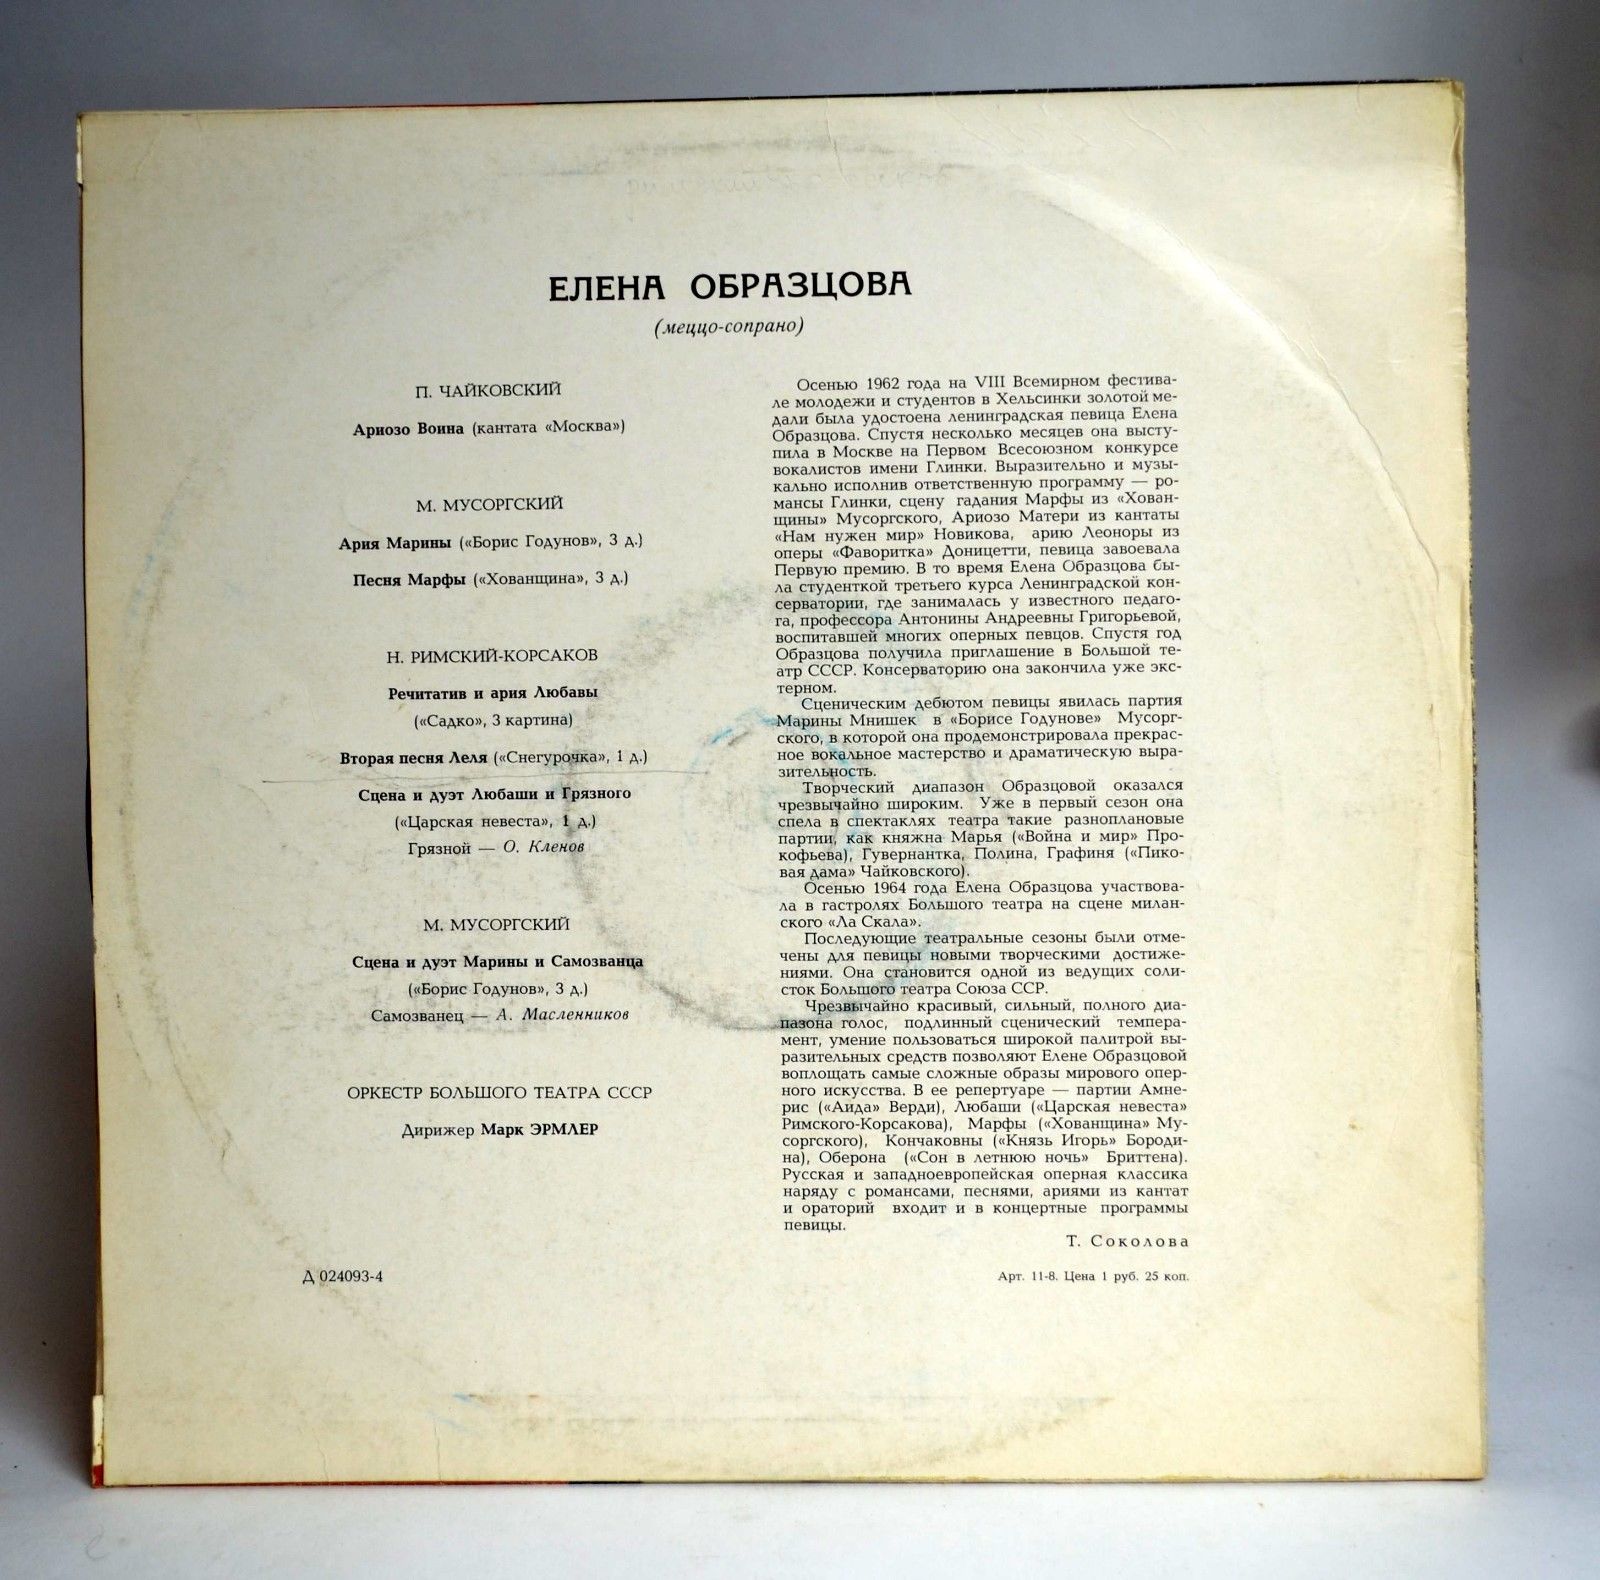 ЕЛЕНА ОБРАЗЦОВА
(меццо-сопрано)
П. ЧАЙКОВСКИЙ
Ариозо Воина (кантата «Москва»)
М. МУСОРГСКИЙ
Ария Марины («Борис Годунов», 3 д.)
Песня Марфы («Хованщина», 3 д.)
Н. РИМСКИЙ-КОРСАКОВ
Речитатив и ария Любавы
(«Садко», 3 картина)
Вторая песня Леля («Снегурочка», 1 д.)
Сцена и дуэт Любаши и Грязного
(«Царская невеста», 1 д.)
Грязной — О. Кленов
М. МУСОРГСКИЙ
Сцена и дуэт Марины и Самозванца
(«Борис Годунов», 3 д.)
Самозванец — А. Масленников
ОРКЕСТР БОЛЬШОГО ТЕАТРА СССР
Дирижер Марк ЭРМЛЕР
Д 024093-4
Осенью 1962 года на VIII Всемирном фестива-
ле молодежи и студентов в Хельсинки золотой ме-
дали была удостоена ленинградская певица Елена
Образцова. Спустя несколько месяцев она высту-
пила в Москве на Первом Всесоюзном конкурсе
вокалистов имени Глинки. Выразительно и музы-
кально исполнив ответственную программу — ро-
мансы Глинки, сцену гадания Марфы из «Хован-
щины» Мусоргского, Ариозо Матери из кантаты
«Нам нужен мир» Новикова, арию Леоноры из
оперы «Фаворитка» Доницетти, певица завоевала
Первую премию. В то время Елена Образцова бы-
ла студенткой третьего курса Ленинградской кон-
серватории, где занималась у известного педаго-
га, профессора Антонины Андреевны Григорьевой,
воспитавшей многих оперных певцов. Спустя год
Образцова получила приглашение в Большой те-
атр СССР. Консерваторию она закончила уже экс-
терном.
Сценическим дебютом певицы явилась партия
Марины Мнишек в «Борисе Годунове» Мусорг-
ского, в которой она продемонстрировала прекрас-
ное вокальное мастерство и драматическую выра-
зительность.
Творческий диапазон Образцовой оказался
чрезвычайно широким. Уже в первый сезон она
спела в спектаклях театра такие разноплановые
партии, как княжна Марья («Война и мир» Про-
кофьева), Гувернантка, Полина, Графиня («Пико-
вая дама» Чайковского).
Осенью 1964 года Елена Образцова участвова-
ла в гастролях Большого театра на сцене милан-
ского «Ла Скала».
Последующие театральные сезоны были отме-
чены для певицы новыми творческими достиже-
ниями. Она становится одной из ведущих соли-
сток Большого театра Союза ССР.
Чрезвычайно красивый, сильный, полного диа-
пазона голос, подлинный сценический темпера-
мент, умение пользоваться широкой палитрой вы-
разительных средств позволяют Елене Образцовой
воплощать самые сложные образы мирового опер-
ного искусства. В ее репертуаре — партии Амне-
рис («Аида» Верди), Любаши («Царская невеста»
Римского-Корсакова), Марфы («Хованщина» Му-
соргского), Кончаковны («Князь Игорь» Бороди-
на), Оберона («Сон в летнюю ночь» Бриттена).
Русская и западноевропейская оперная классика
наряду с романсами, песнями, ариями из кантат
и ораторий входит и в концертные программы
певицы.
Т. Соколова
Арт. 11-8. Цена 1 руб. 25 коп.